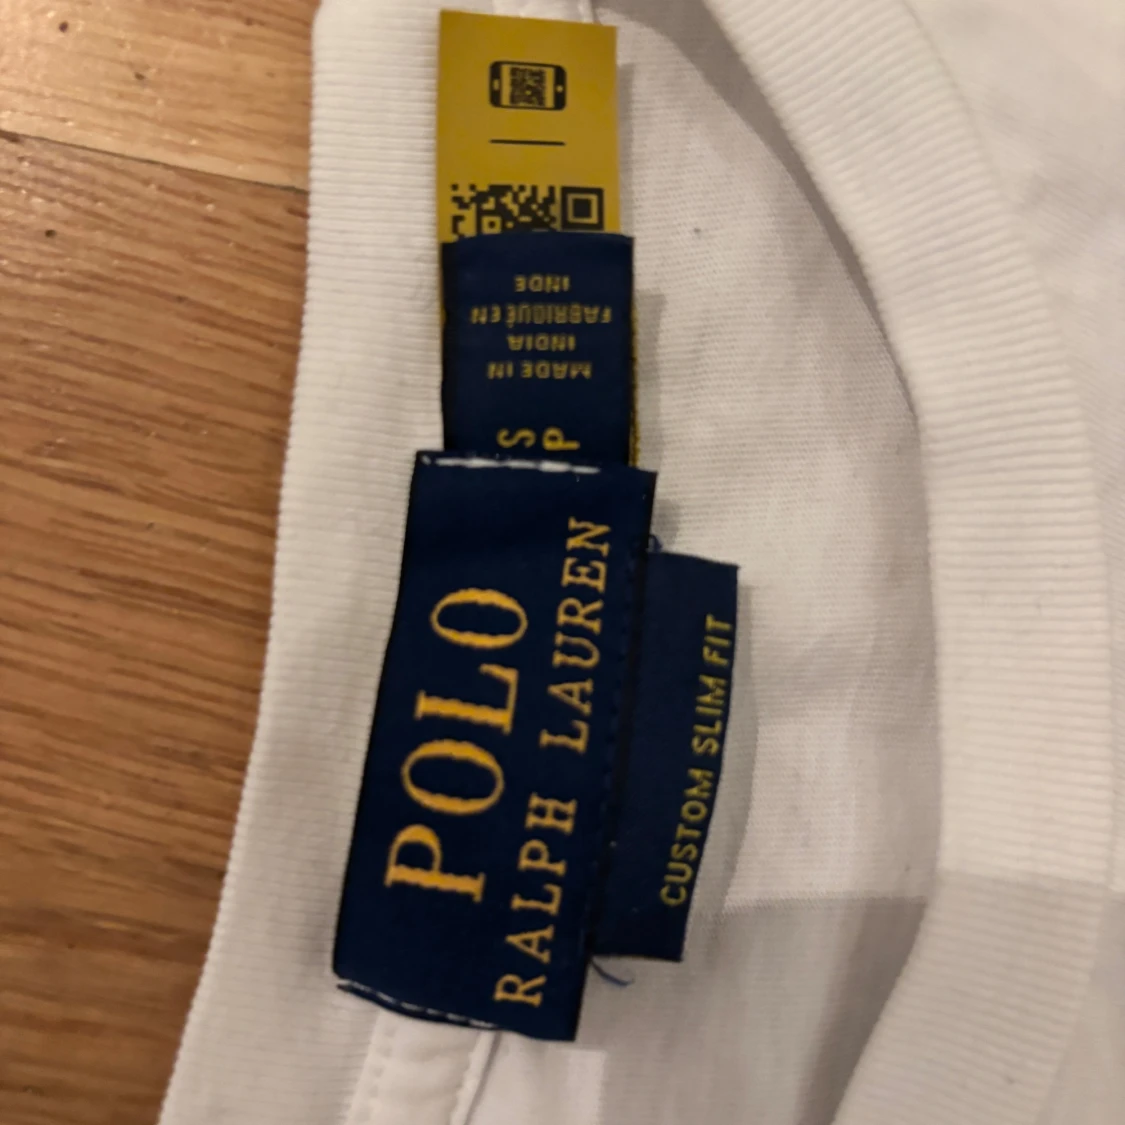 POLO
RALPH LAUREN
CUSTOM SLIM FIT
S
P
MADE IN
INDIA
FABRIQUÉ EN
INDE